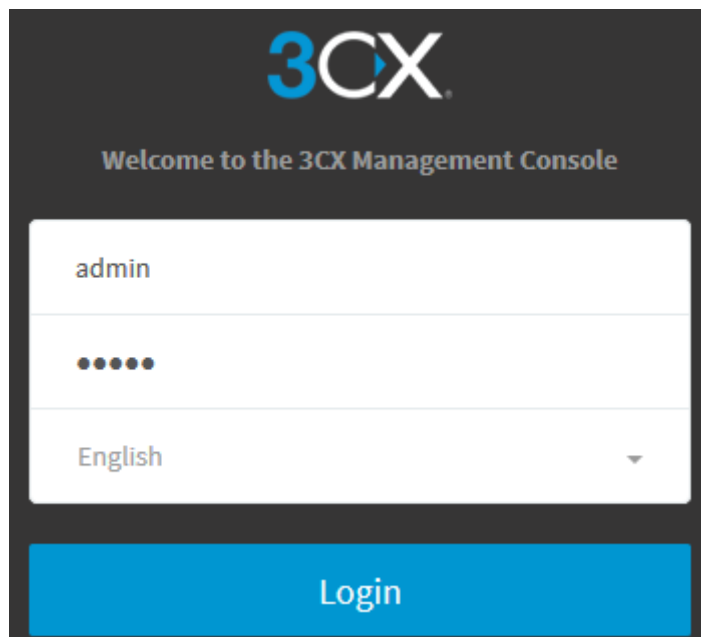 3CX®
Welcome to the 3CX Management Console
admin
•••••
English
Login